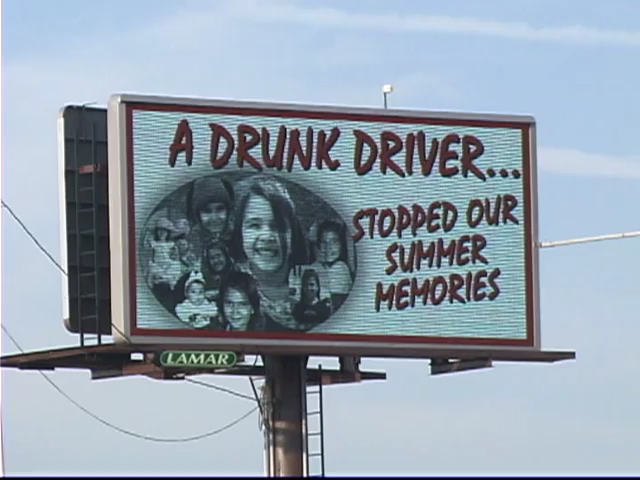 A DRUNK DRIVER...
STOPPED OUR
SUMMER
MEMORIES
LAMAR